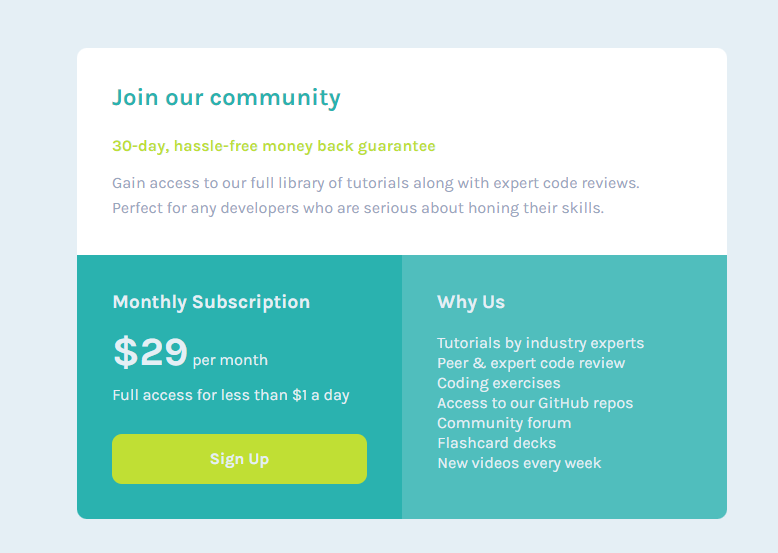 Join our community
30-day, hassle-free money back guarantee
Gain access to our full library of tutorials along with expert code reviews.
Perfect for any developers who are serious about honing their skills.
Monthly Subscription
$29 per month
Full access for less than $1 a day
Sign Up
Why Us
Tutorials by industry experts
Peer & expert code review
Coding exercises
Access to our GitHub repos
Community forum
Flashcard decks
New videos every week